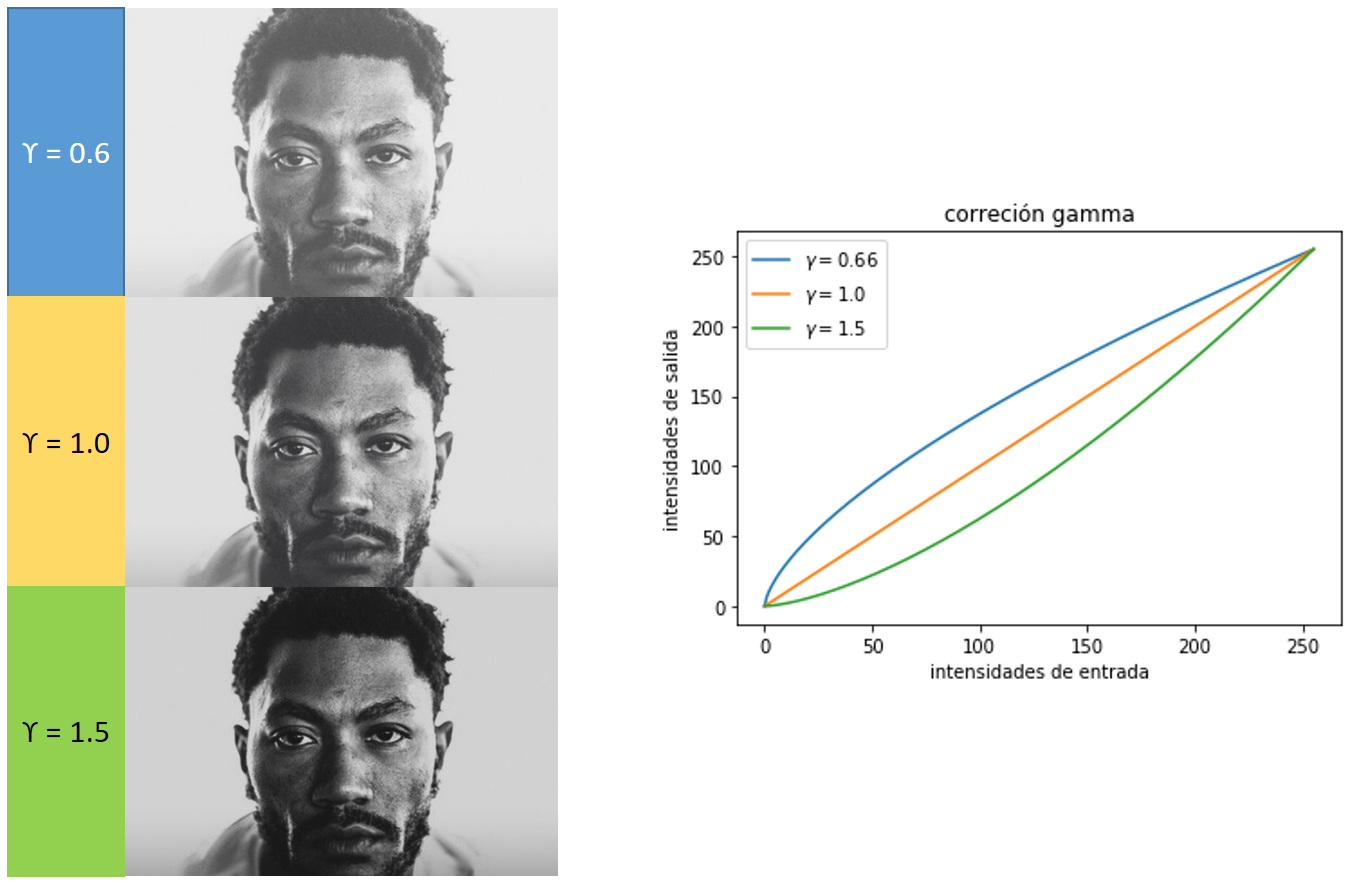 ϒ = 0.6
ϒ = 1.0
ϒ = 1.5
correción gamma
γ = 0.66
γ = 1.0
γ = 1.5
250
200
150
100
50
0
intensidades de salida
0 50 100 150 200 250
intensidades de entrada